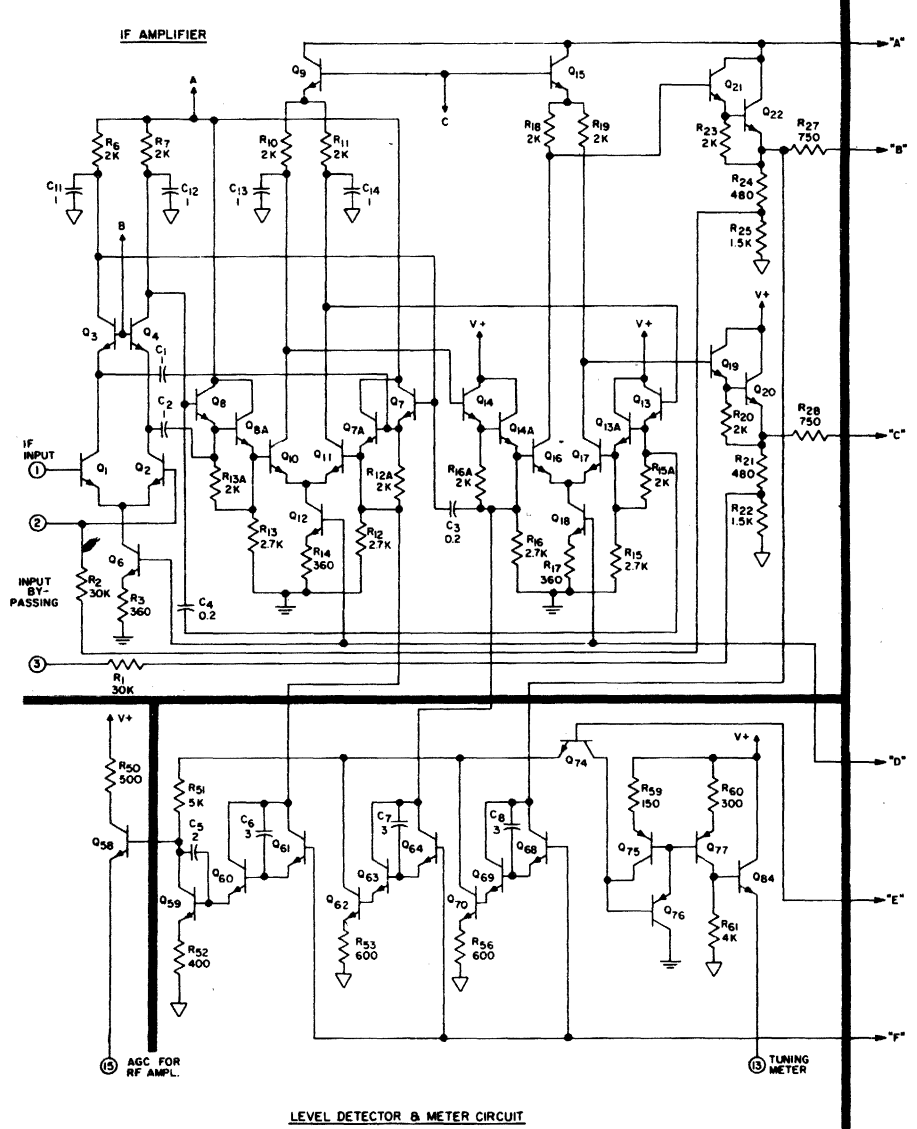 IF AMPLIFIER
"A"
A
Q9
Q15
C
Q21
Q22
R6
2K
R7
2K
R10
2K
R11
2K
R18
2K
R19
2K
R23
2K
R27
750
"B"
C11
1
C12
1
C13
1
C14
1
R24
480
R25
1.5K
B
V+
V+
V+
Q3
Q4
C1
1
C2
1
Q8
Q8A
Q7A
Q7
Q14
Q14A
Q13
Q13A
Q19
Q20
R20
2K
R28
750
"C"
IF
INPUT
1
Q1
Q2
Q10
Q11
Q16
Q17
R13A
2K
R12A
2K
R16A
2K
R15A
2K
R21
480
R22
1.5K
2
Q6
Q12
Q18
C3
0.2
R13
2.7K
R12
2.7K
R14
360
R16
2.7K
R17
360
R15
2.7K
INPUT
BY-
PASSING
R2
30K
R3
360
C4
0.2
3
R1
30K
V+
V+
"D"
R50
500
R51
5K
Q74
R59
150
R60
300
C5
2
C6
3
C7
3
C8
3
Q58
Q59
Q60
Q61
Q62
Q63
Q64
Q70
Q69
Q68
Q75
Q77
Q84
Q76
"E"
R52
400
R53
600
R56
600
R61
4K
"F"
15
AGC FOR
RF AMPL.
13
TUNING
METER
LEVEL DETECTOR & METER CIRCUIT